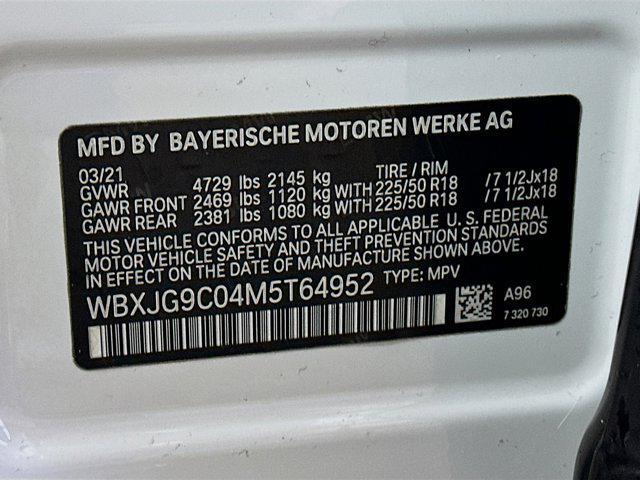 MFD BY BAYERISCHE MOTOREN WERKE AG
03/21 TIRE / RIM
GVWR 4729 lbs 2145 kg
GAWR FRONT 2469 lbs 1120 kg WITH 225/50 R18 /7 1/2Jx18
GAWR REAR 2381 lbs 1080 kg WITH 225/50 R18 /7 1/2Jx18
THIS VEHICLE CONFORMS TO ALL APPLICABLE U. S. FEDERAL
MOTOR VEHICLE SAFETY AND THEFT PREVENTION STANDARDS
IN EFFECT ON THE DATE OF MANUFACTURE SHOWN ABOVE.
WBXJG9C04M5T64952 TYPE: MPV
A96
7 320 730